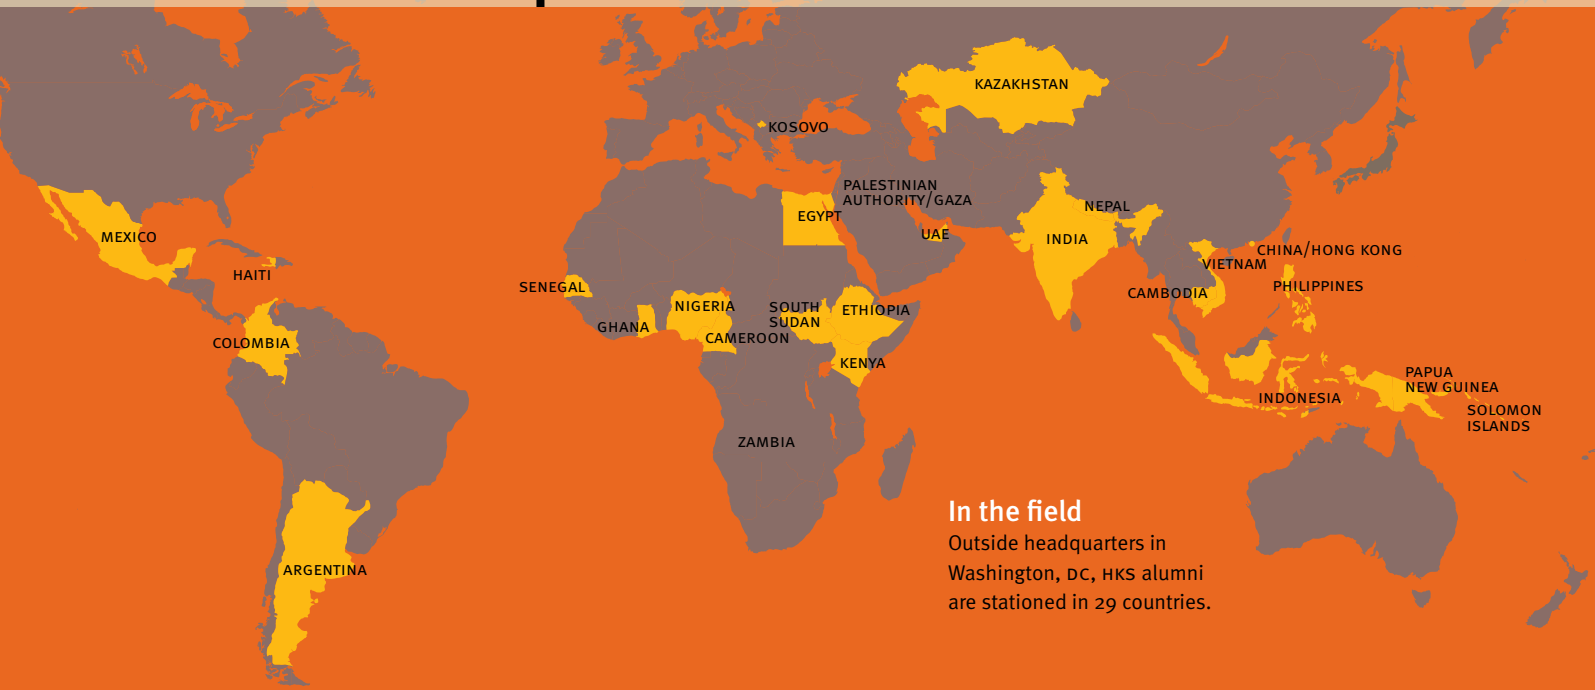 KAZAKHSTAN
KOSOVO
PALESTINIAN
AUTHORITY/GAZA
EGYPT
UAE
NEPAL
INDIA
MEXICO
HAITI
CHINA/HONG KONG
VIETNAM
CAMBODIA
PHILIPPINES
SENEGAL
GHANA
NIGERIA
CAMEROON
SOUTH
SUDAN
ETHIOPIA
KENYA
COLOMBIA
PAPUA
NEW GUINEA
INDONESIA
SOLOMON
ISLANDS
ZAMBIA
ARGENTINA
In the field
Outside headquarters in
Washington, DC, HKS alumni
are stationed in 29 countries.